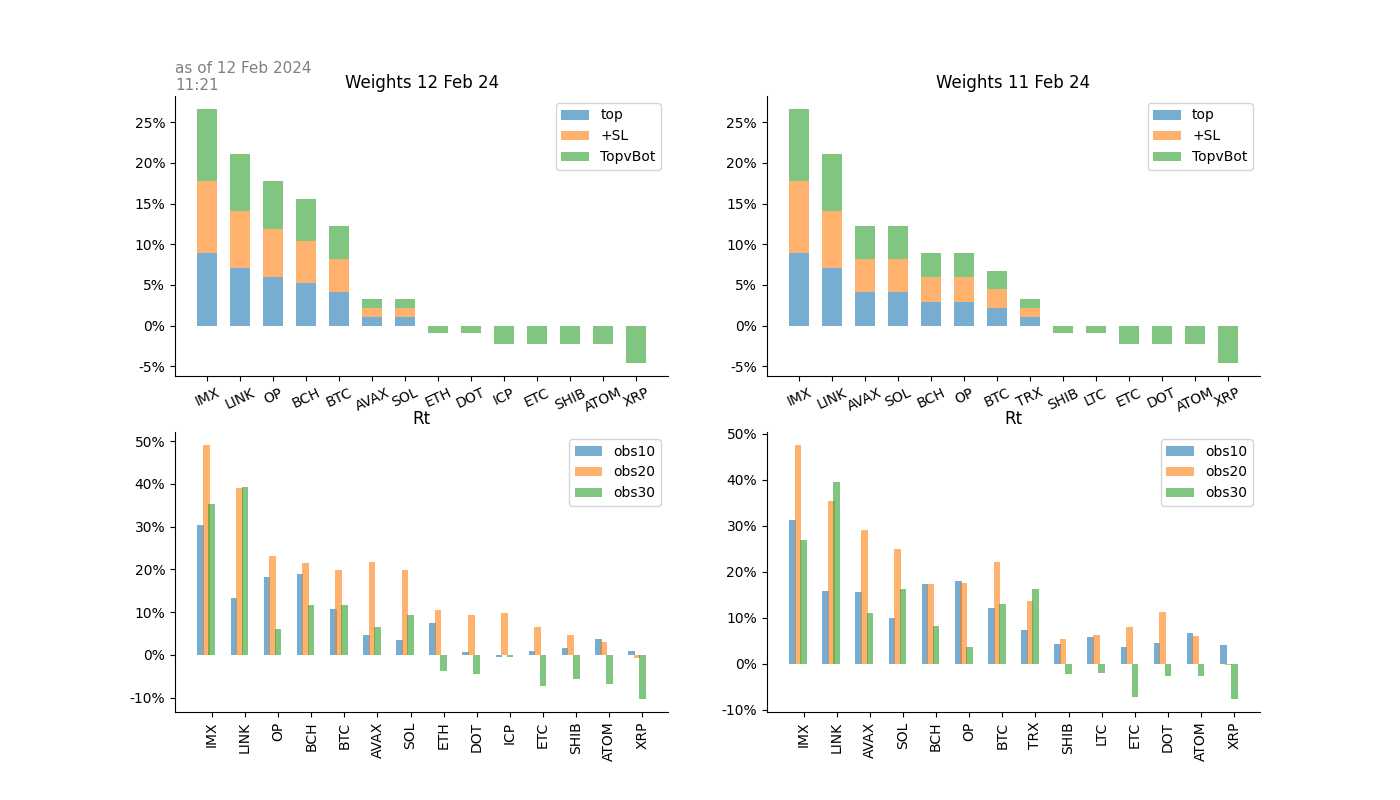 as of 12 Feb 2024
11:21
Weights 12 Feb 24
25%
20%
15%
10%
5%
0%
-5%
top
+SL
TopvBot
IMX LINK OP BCH BTC AVAX SOL ETH DOT ICP ETC SHIB ATOM XRP
Weights 11 Feb 24
25%
20%
15%
10%
5%
0%
-5%
top
+SL
TopvBot
IMX LINK AVAX SOL BCH OP BTC TRX SHIB LTC ETC DOT ATOM XRP
Rt
50%
40%
30%
20%
10%
0%
-10%
obs10
obs20
obs30
IMX LINK OP BCH BTC AVAX SOL ETH DOT ICP ETC SHIB ATOM XRP
Rt
50%
40%
30%
20%
10%
0%
-10%
obs10
obs20
obs30
IMX LINK AVAX SOL BCH OP BTC TRX SHIB LTC ETC DOT ATOM XRP